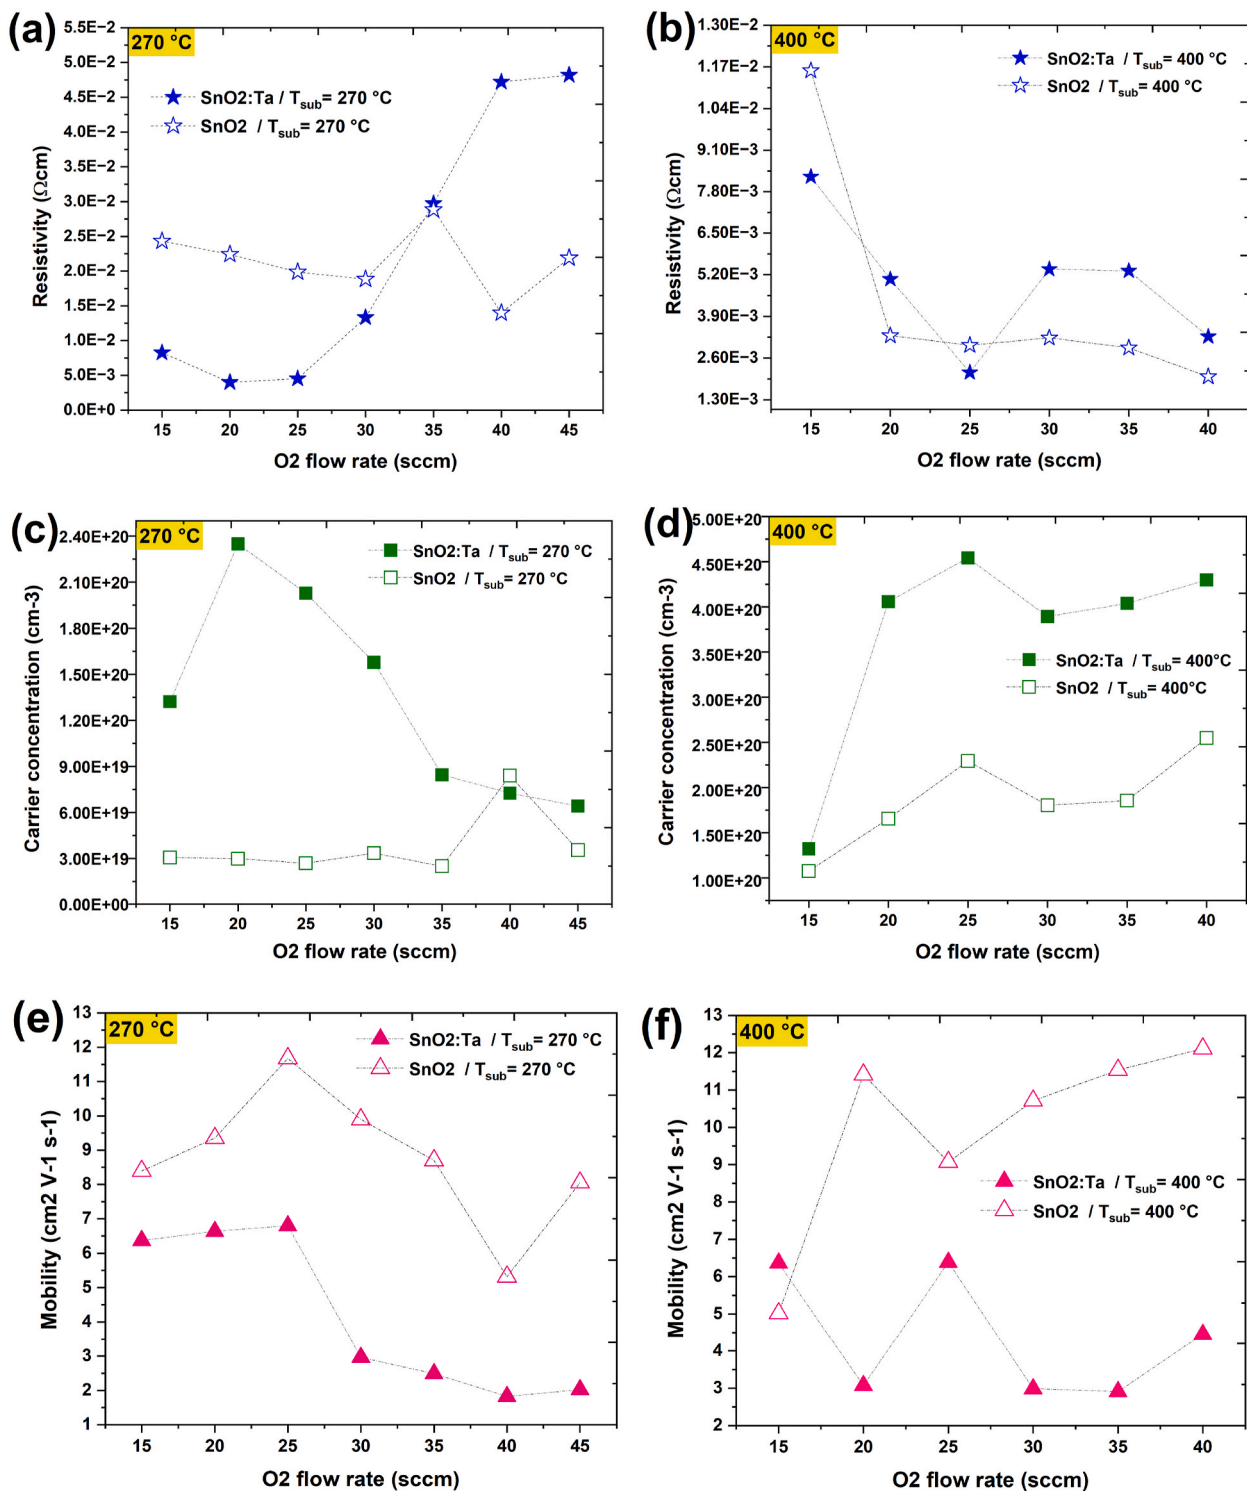 (a)
270 °C
5.5E−2
5.0E−2
4.5E−2
4.0E−2
3.5E−2
3.0E−2
2.5E−2
2.0E−2
1.5E−2
1.0E−2
5.0E−3
0.0E+0
Resistivity (Ωcm)
SnO2:Ta / Tsub= 270 °C
SnO2 / Tsub= 270 °C
15 20 25 30 35 40 45
O2 flow rate (sccm)
(b)
400 °C
1.30E−2
1.17E−2
1.04E−2
9.10E−3
7.80E−3
6.50E−3
5.20E−3
3.90E−3
2.60E−3
1.30E−3
Resistivity (Ωcm)
SnO2:Ta / Tsub= 400 °C
SnO2 / Tsub= 400 °C
15 20 25 30 35 40
O2 flow rate (sccm)
(c)
270 °C
2.40E+20
2.10E+20
1.80E+20
1.50E+20
1.20E+20
9.00E+19
6.00E+19
3.00E+19
0.00E+00
Carrier concentration (cm-3)
SnO2:Ta / Tsub= 270 °C
SnO2 / Tsub= 270 °C
15 20 25 30 35 40 45
O2 flow rate (sccm)
(d)
400 °C
5.00E+20
4.50E+20
4.00E+20
3.50E+20
3.00E+20
2.50E+20
2.00E+20
1.50E+20
1.00E+20
Carrier concentration (cm-3)
SnO2:Ta / Tsub= 400°C
SnO2 / Tsub= 400°C
15 20 25 30 35 40
O2 flow rate (sccm)
(e)
270 °C
13
12
11
10
9
8
7
6
5
4
3
2
1
Mobility (cm2 V-1 s-1)
SnO2:Ta / Tsub= 270 °C
SnO2 / Tsub= 270 °C
15 20 25 30 35 40 45
O2 flow rate (sccm)
(f)
400 °C
13
12
11
10
9
8
7
6
5
4
3
2
Mobility (cm2 V-1 s-1)
SnO2:Ta / Tsub= 400 °C
SnO2 / Tsub= 400 °C
15 20 25 30 35 40
O2 flow rate (sccm)